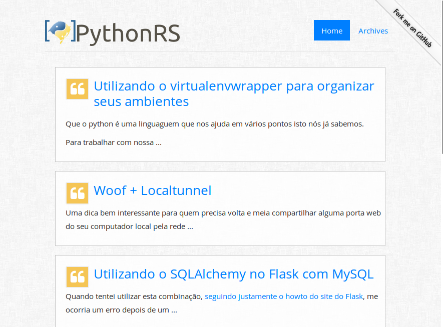 PythonRS
Home
Archives
Fork me on GitHub
Utilizando o virtualenvwrapper para organizar
seus ambientes
Que o python é uma linguaguem que nos ajuda em vários pontos isto nós já sabemos.
Para trabalhar com nossa ...
Woof + Localtunnel
Uma dica bem interessante para quem precisa volta e meia compartilhar alguma porta web
do seu computador local pela rede ...
Utilizando o SQLAlchemy no Flask com MySQL
Quando tentei utilizar esta combinação, seguindo justamente o howto do site do Flask, me
ocorria um erro depois de um ...